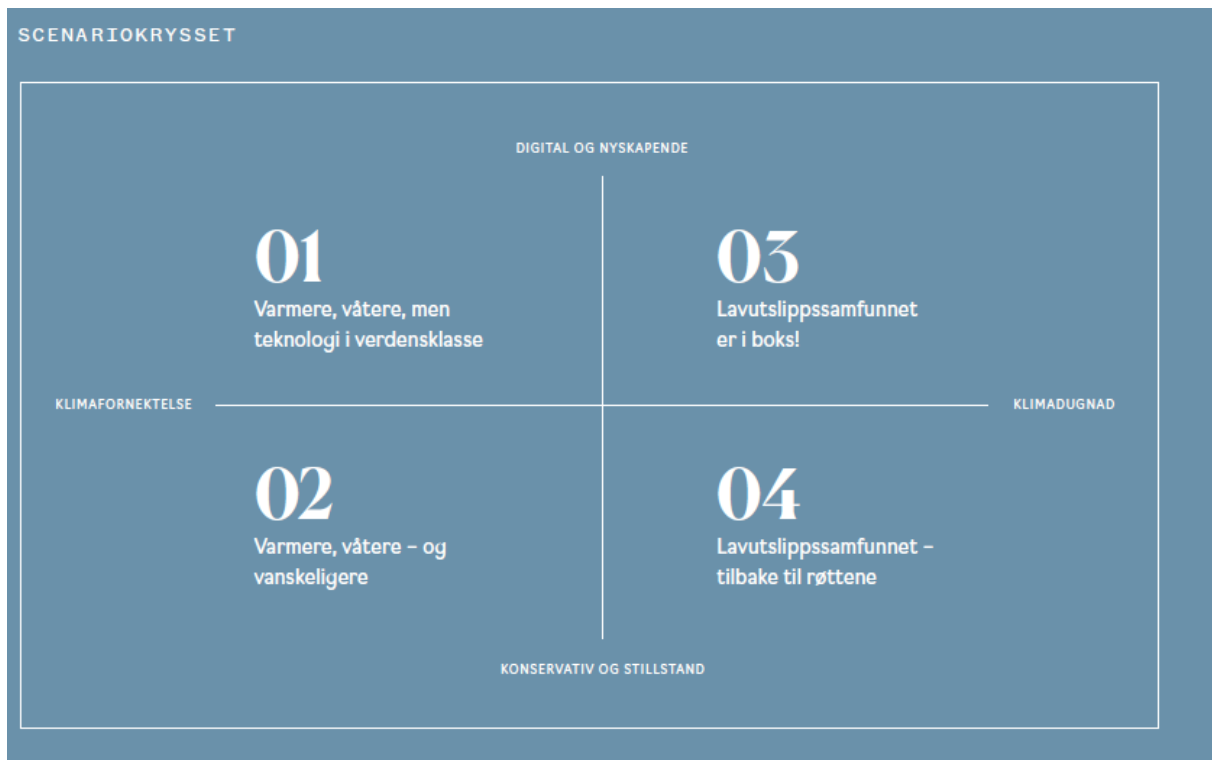 SCENARIOKRYSSET
DIGITAL OG NYSKAPENDE
01
Varmere, våtere, men
teknologi i verdensklasse
03
Lavutslippssamfunnet
er i boks!
KLIMAFORNEKTELSE
KLIMADUGNAD
02
Varmere, våtere – og
vanskeligere
04
Lavutslippssamfunnet –
tilbake til røttene
KONSERVATIV OG STILLSTAND